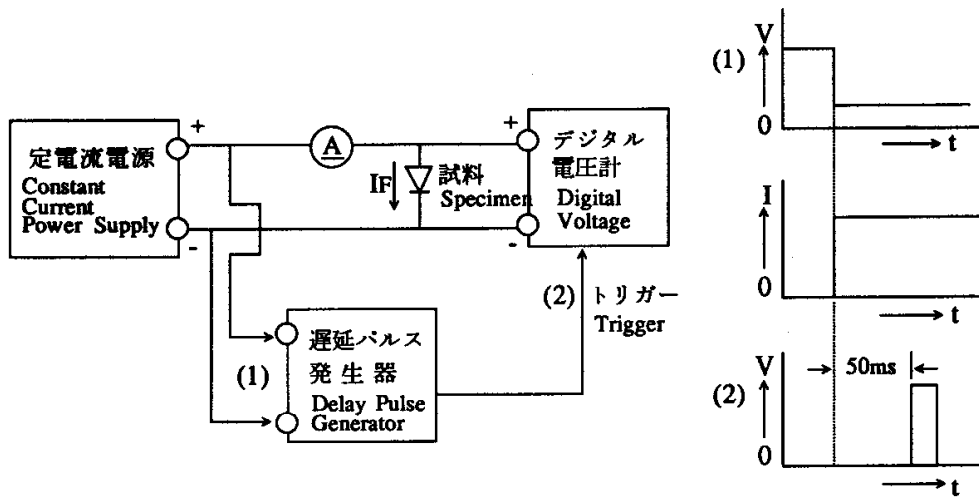 定電流電源
Constant
Current
Power Supply
+
-
A
IF
試料
Specimen
+
-
デジタル
電圧計
Digital
Voltage
(1)
遅延パルス
発生器
Delay Pulse
Generator
(2)
トリガー
Trigger
(1)
V
0
t
I
0
t
(2)
V
0
50ms
t